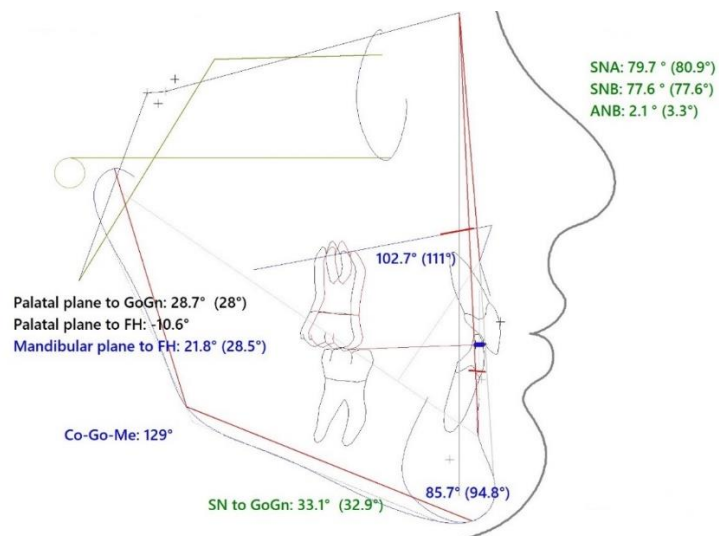 SNA: 79.7 ° (80.9°)
SNB: 77.6 ° (77.6°)
ANB: 2.1 ° (3.3°)
102.7° (111°)
Palatal plane to GoGn: 28.7° (28°)
Palatal plane to FH: -10.6°
Mandibular plane to FH: 21.8° (28.5°)
Co-Go-Me: 129°
85.7° (94.8°)
SN to GoGn: 33.1° (32.9°)